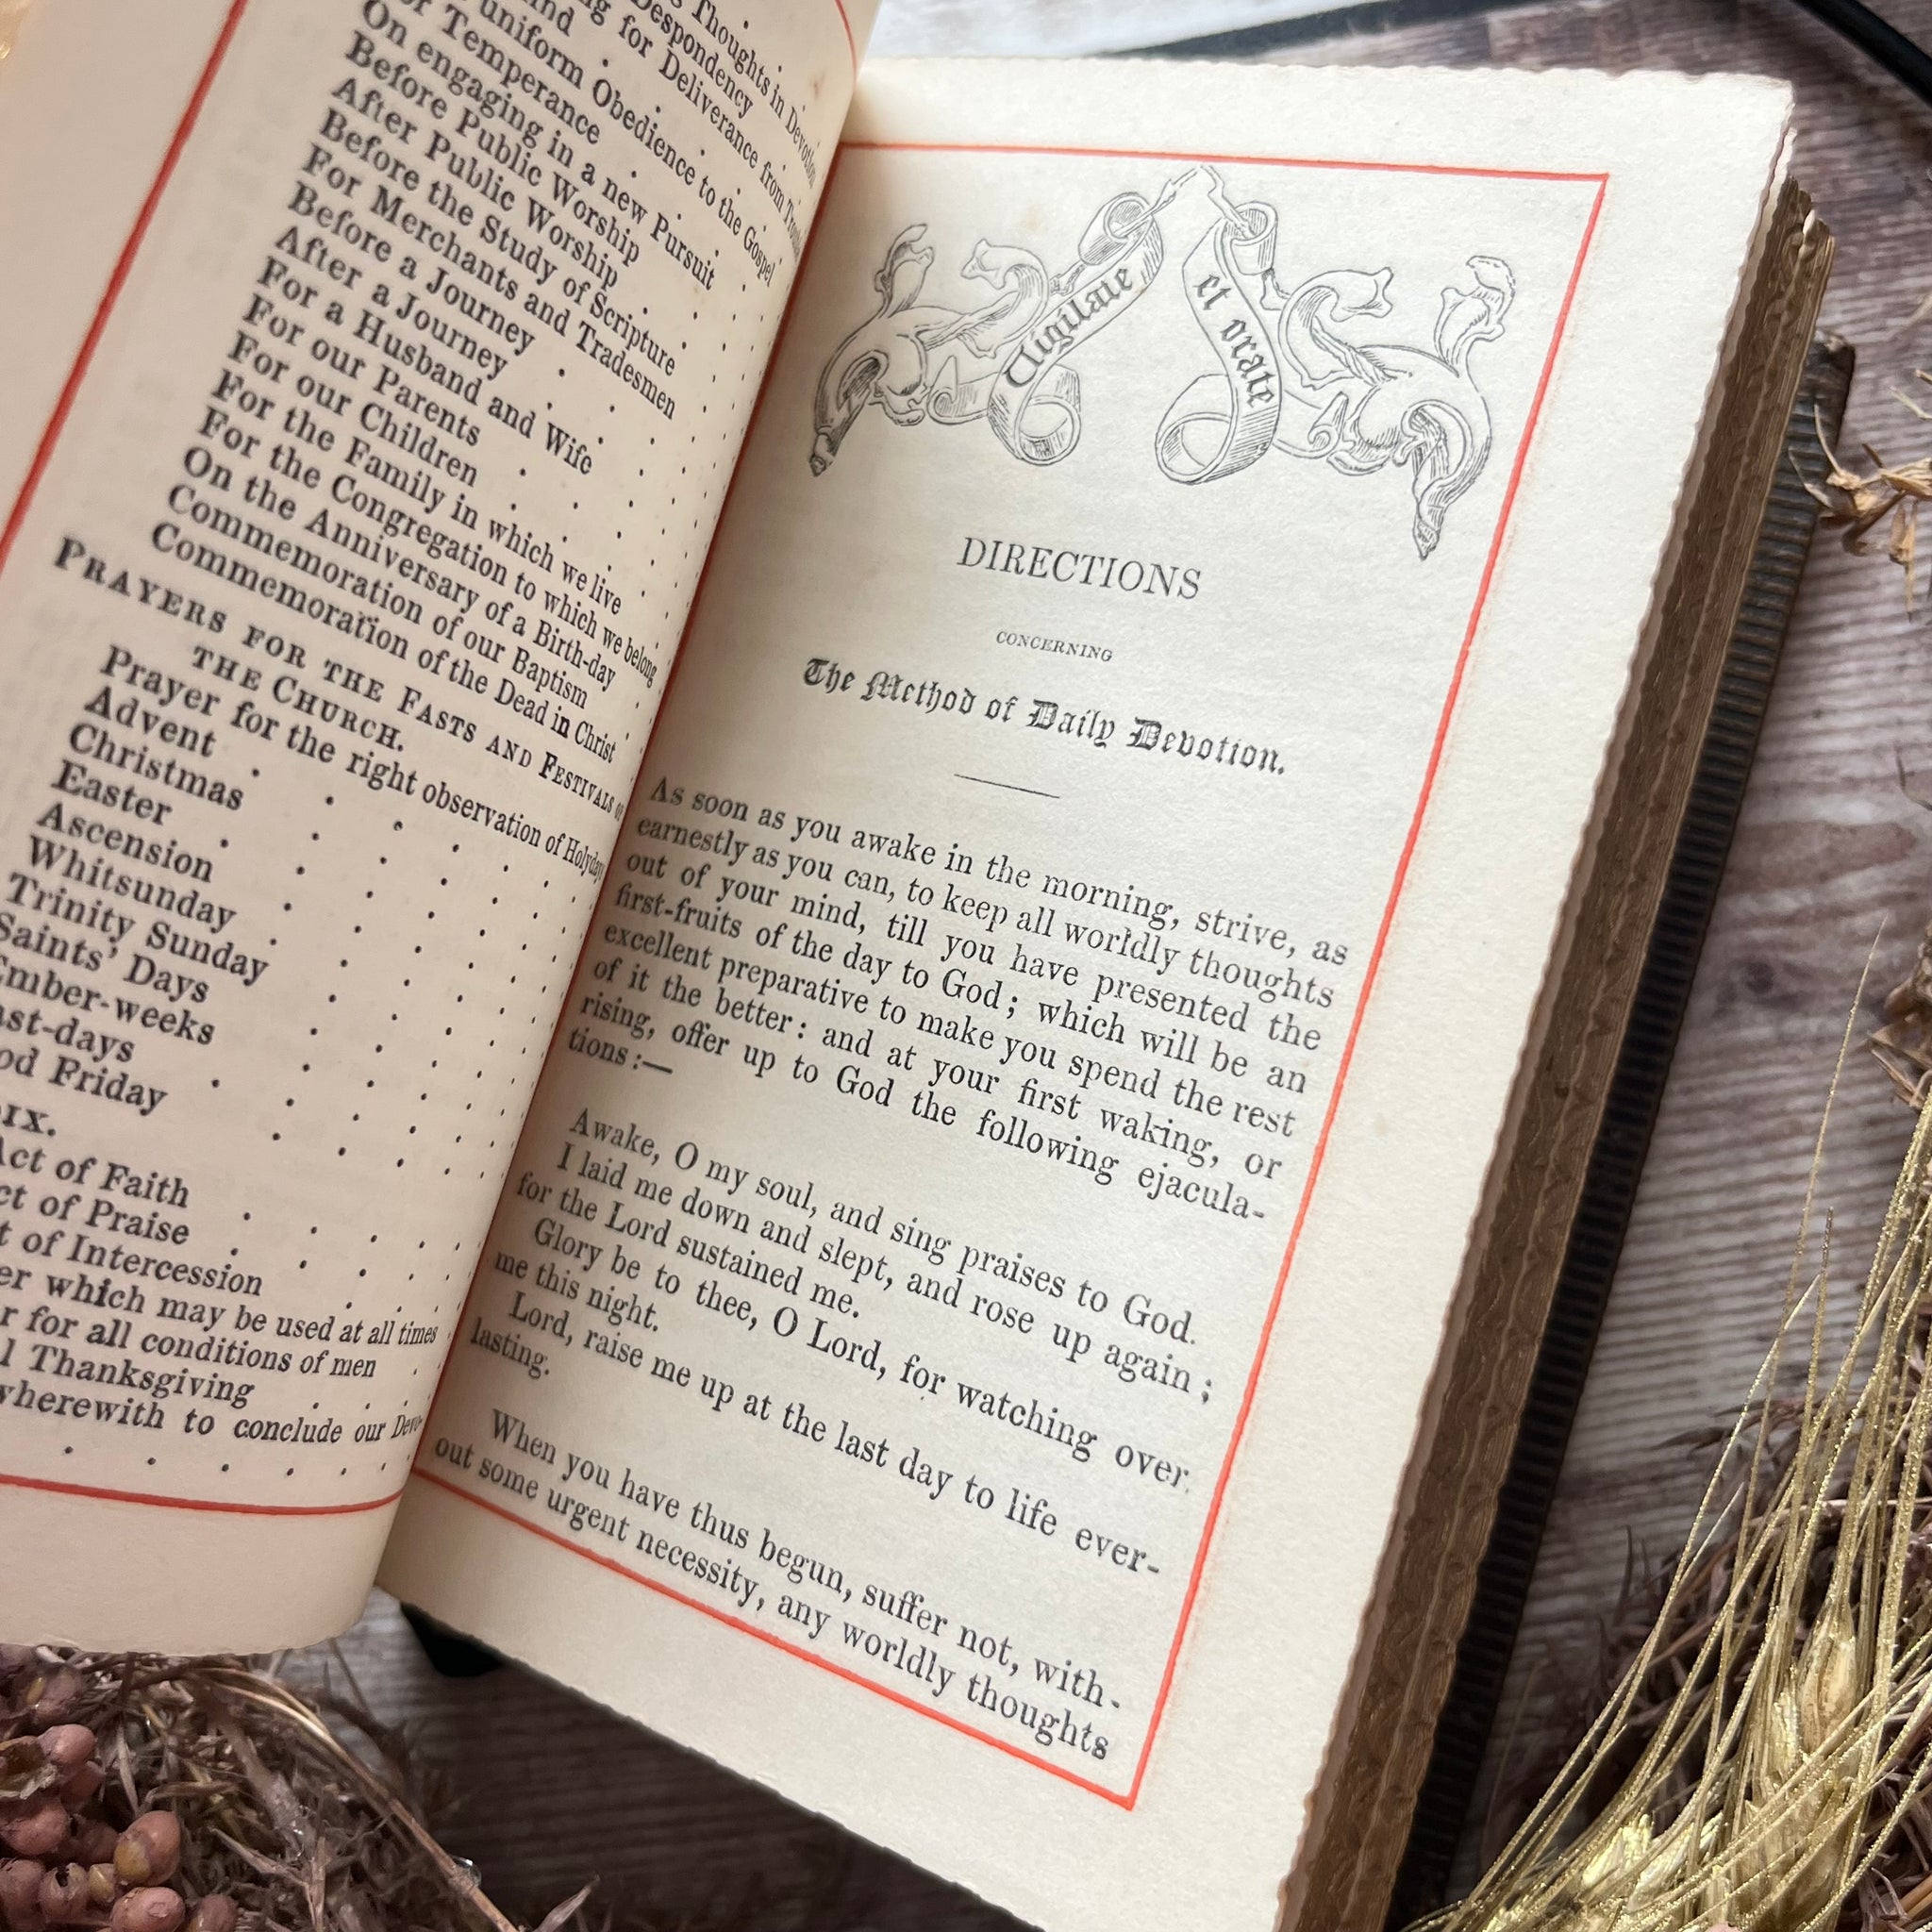 Thoughts in Devotion
Despondency
for Deliverance from
uniform Obedience to the Gospel
Temperance
On engaging in a new Pursuit
Before Public Worship
After Public Worship
Before the Study of Scripture
For Merchants and Tradesmen
Before a Journey
After a Journey
For a Husband and Wife
For our Parents
For our Children
For the Family in which we live
For the Congregation to which we belong
On the Anniversary of a Birth-day
Commemoration of our Baptism
Commemoration of the Dead in Christ
PRAYERS FOR THE FASTS AND FESTIVALS OF
THE CHURCH.
Prayer for the right observation of Holydays
Advent
Christmas
Easter
Ascension
Whitsunday
Trinity Sunday
Saints' Days
Ember-weeks
ast-days
od Friday
IX.
Act of Faith
ct of Praise
t of Intercession
er which may be used at all times
r for all conditions of men
l Thanksgiving
wherewith to conclude our Devo-
Vigilate et orate
DIRECTIONS
CONCERNING
The Method of Daily Devotion.
As soon as you awake in the morning, strive, as
earnestly as you can, to keep all worldly thoughts
out of your mind, till you have presented the
first-fruits of the day to God; which will be an
excellent preparative to make you spend the rest
of it the better: and at your first waking, or
rising, offer up to God the following ejacula-
tions:—
Awake, O my soul, and sing praises to God.
I laid me down and slept, and rose up again;
for the Lord sustained me.
Glory be to thee, O Lord, for watching over
me this night.
Lord, raise me up at the last day to life ever-
lasting.
When you have thus begun, suffer not, with-
out some urgent necessity, any worldly thoughts